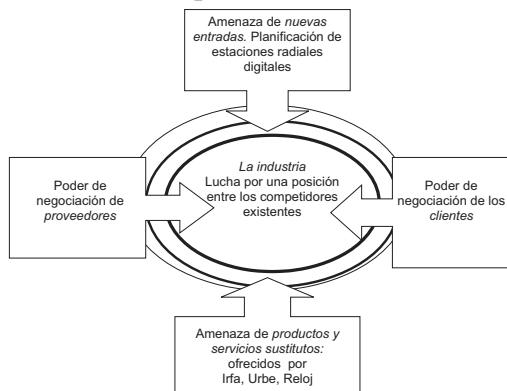 Amenaza de nuevas
entradas. Planificación de
estaciones radiales
digitales
Poder de
negociación de
proveedores
La industria
Lucha por una posición
entre los competidores
existentes
Poder de
negociación de los
clientes
Amenaza de productos y
servicios sustitutos:
ofrecidos por
Irfa, Urbe, Reloj